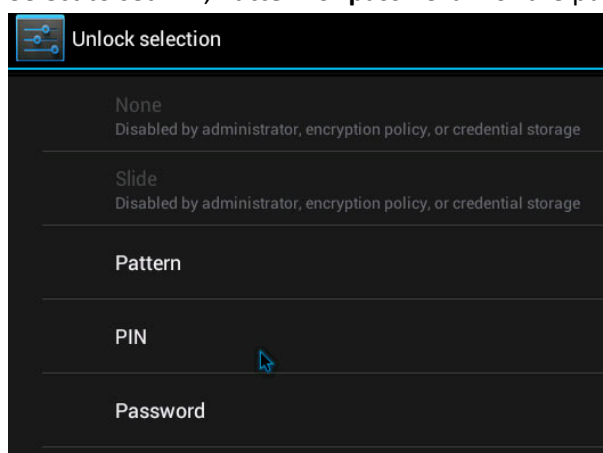 Unlock selection
None
Disabled by administrator, encryption policy, or credential storage
Slide
Disabled by administrator, encryption policy, or credential storage
Pattern
PIN
Password